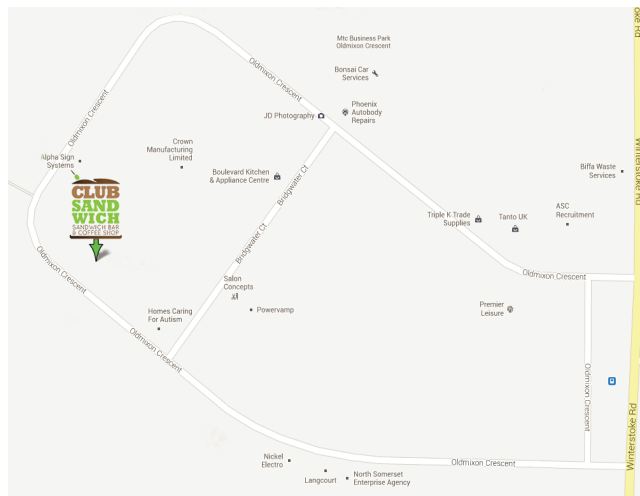 oke Rd
Mtc Business Park
Oldmixon Crescent
Oldmixon Crescent
Bonsai Car
Services
Phoenix
Autobody
Repairs
JD Photography
Oldmixon Crescent
Crown
Manufacturing
Limited
Alpha Sign
Systems
Boulevard Kitchen
& Appliance Centre
Bridgwater Ct
Winterstoke Rd
Biffa Waste
Services
CLUB
SAND
WICH
SANDWICH BAR
& COFFEE SHOP
Triple K Trade
Supplies
Tanto UK
ASC
Recruitment
Bridgwater Ct
Oldmixon Crescent
Oldmixon Crescent
Salon
Concepts
Powervamp
Homes Caring
For Autism
Premier
Leisure
Oldmixon Crescent
Oldmixon Crescent
Winterstoke Rd
Nickel
Electro
Oldmixon Crescent
Langcourt
North Somerset
Enterprise Agency